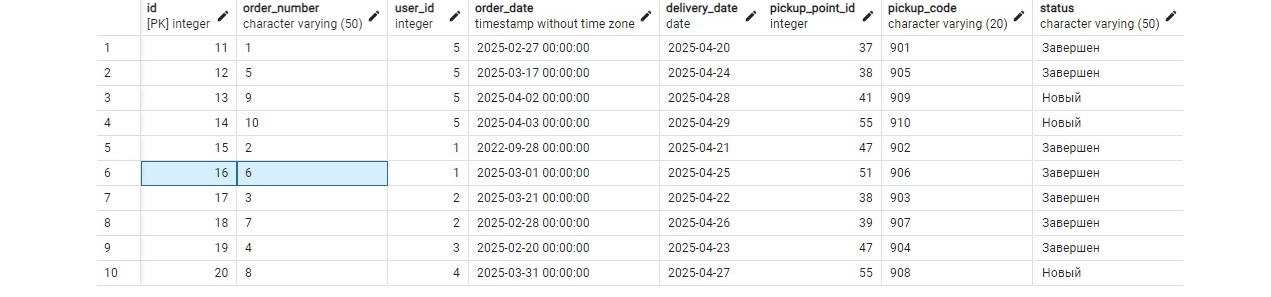 id order_number user_id order_date delivery_date pickup_point_id pickup_code status
[PK] integer character varying (50) integer timestamp without time zone date integer character varying (20) character varying (50)
1 11 1 5 2025-02-27 00:00:00 2025-04-20 37 901 Завершен
2 12 5 5 2025-03-17 00:00:00 2025-04-24 38 905 Завершен
3 13 9 5 2025-04-02 00:00:00 2025-04-28 41 909 Новый
4 14 10 5 2025-04-03 00:00:00 2025-04-29 55 910 Новый
5 15 2 1 2022-09-28 00:00:00 2025-04-21 47 902 Завершен
6 16 6 1 2025-03-01 00:00:00 2025-04-25 51 906 Завершен
7 17 3 2 2025-03-21 00:00:00 2025-04-22 38 903 Завершен
8 18 7 2 2025-02-28 00:00:00 2025-04-26 39 907 Завершен
9 19 4 3 2025-02-20 00:00:00 2025-04-23 47 904 Завершен
10 20 8 4 2025-03-31 00:00:00 2025-04-27 55 908 Новый